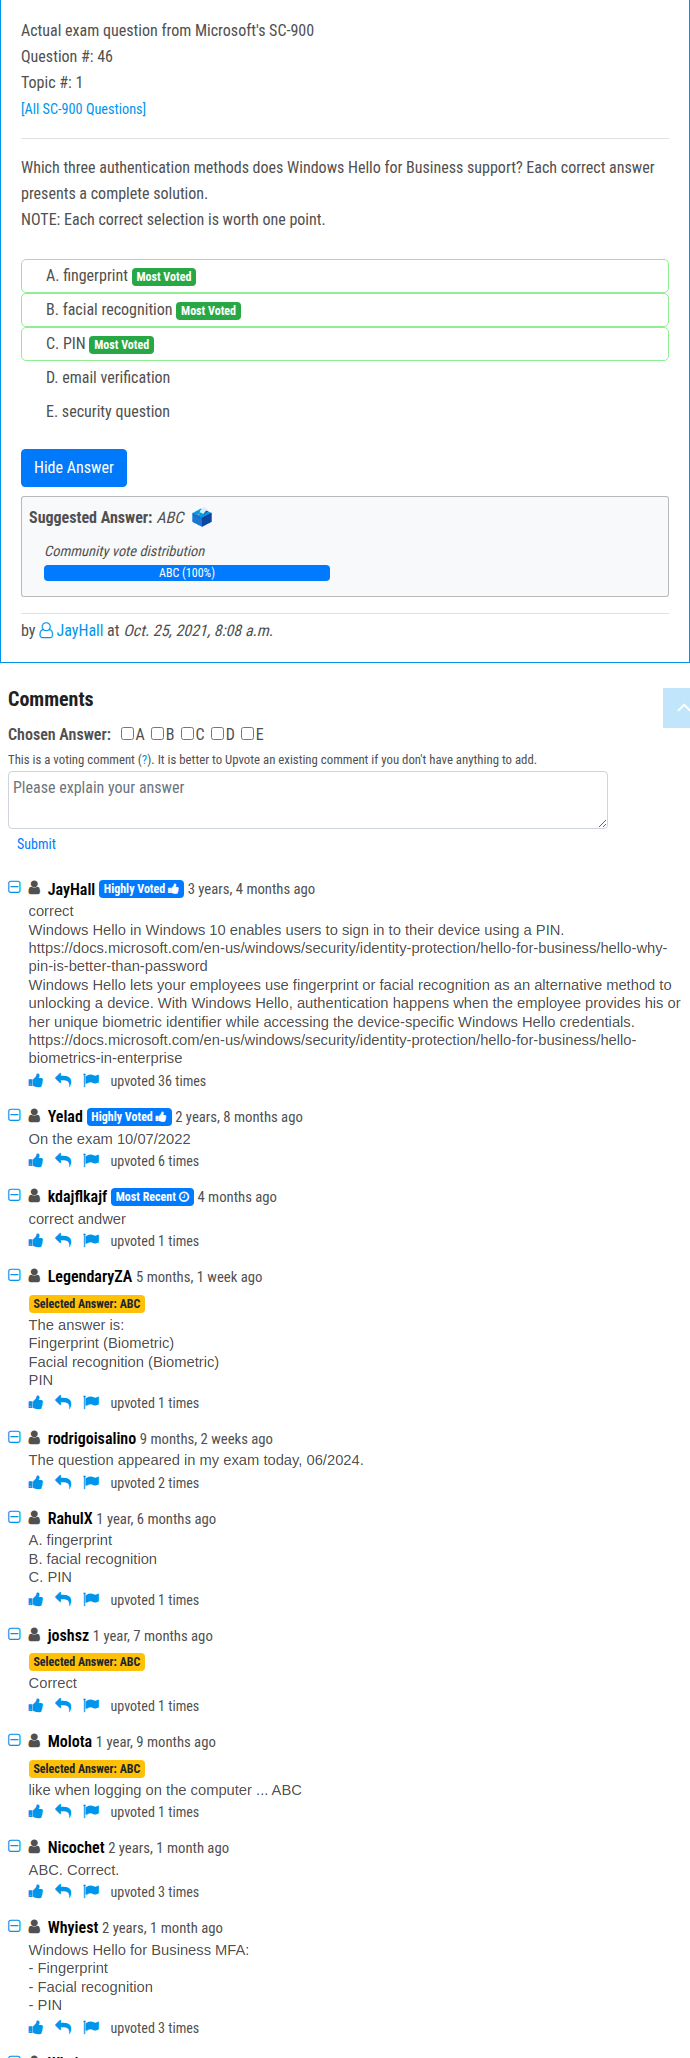 Actual exam question from Microsoft's SC-900
Question #: 46
Topic #: 1
[All SC-900 Questions]
Which three authentication methods does Windows Hello for Business support? Each correct answer
presents a complete solution.
NOTE: Each correct selection is worth one point.
A. fingerprint Most Voted
B. facial recognition Most Voted
C. PIN Most Voted
D. email verification
E. security question
Hide Answer
Suggested Answer: ABC
Community vote distribution
ABC (100%)
by JayHall at Oct. 25, 2021, 8:08 a.m.
Comments
Chosen Answer: A B C D E
This is a voting comment (?). It is better to Upvote an existing comment if you don't have anything to add.
Please explain your answer
Submit
JayHall Highly Voted 3 years, 4 months ago
correct
Windows Hello in Windows 10 enables users to sign in to their device using a PIN.
https://docs.microsoft.com/en-us/windows/security/identity-protection/hello-for-business/hello-why-
pin-is-better-than-password
Windows Hello lets your employees use fingerprint or facial recognition as an alternative method to
unlocking a device. With Windows Hello, authentication happens when the employee provides his or
her unique biometric identifier while accessing the device-specific Windows Hello credentials.
https://docs.microsoft.com/en-us/windows/security/identity-protection/hello-for-business/hello-
biometrics-in-enterprise
upvoted 36 times
Yelad Highly Voted 2 years, 8 months ago
On the exam 10/07/2022
upvoted 6 times
kdajflkajf Most Recent 4 months ago
correct andwer
upvoted 1 times
LegendaryZA 5 months, 1 week ago
Selected Answer: ABC
The answer is:
Fingerprint (Biometric)
Facial recognition (Biometric)
PIN
upvoted 1 times
rodrigoisalino 9 months, 2 weeks ago
The question appeared in my exam today, 06/2024.
upvoted 2 times
RahulX 1 year, 6 months ago
A. fingerprint
B. facial recognition
C. PIN
upvoted 1 times
joshsz 1 year, 7 months ago
Selected Answer: ABC
Correct
upvoted 1 times
Molota 1 year, 9 months ago
Selected Answer: ABC
like when logging on the computer ... ABC
upvoted 1 times
Nicochet 2 years, 1 month ago
ABC. Correct.
upvoted 3 times
Whyiest 2 years, 1 month ago
Windows Hello for Business MFA:
- Fingerprint
- Facial recognition
- PIN
upvoted 3 times